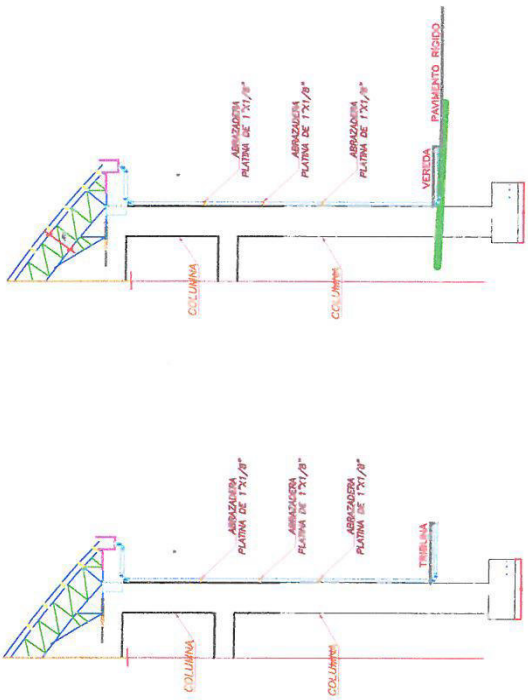 ABRAZADERA
PLATINA DE 1"X1/8"
ABRAZADERA
PLATINA DE 1"X1/8"
ABRAZADERA
PLATINA DE 1"X1/8"
COLUMNA
COLUMNA
VEREDA
PAVIMENTO RIGIDO
ABRAZADERA
PLATINA DE 1"X1/8"
ABRAZADERA
PLATINA DE 1"X1/8"
ABRAZADERA
PLATINA DE 1"X1/8"
COLUMNA
COLUMNA
TRIBUNA